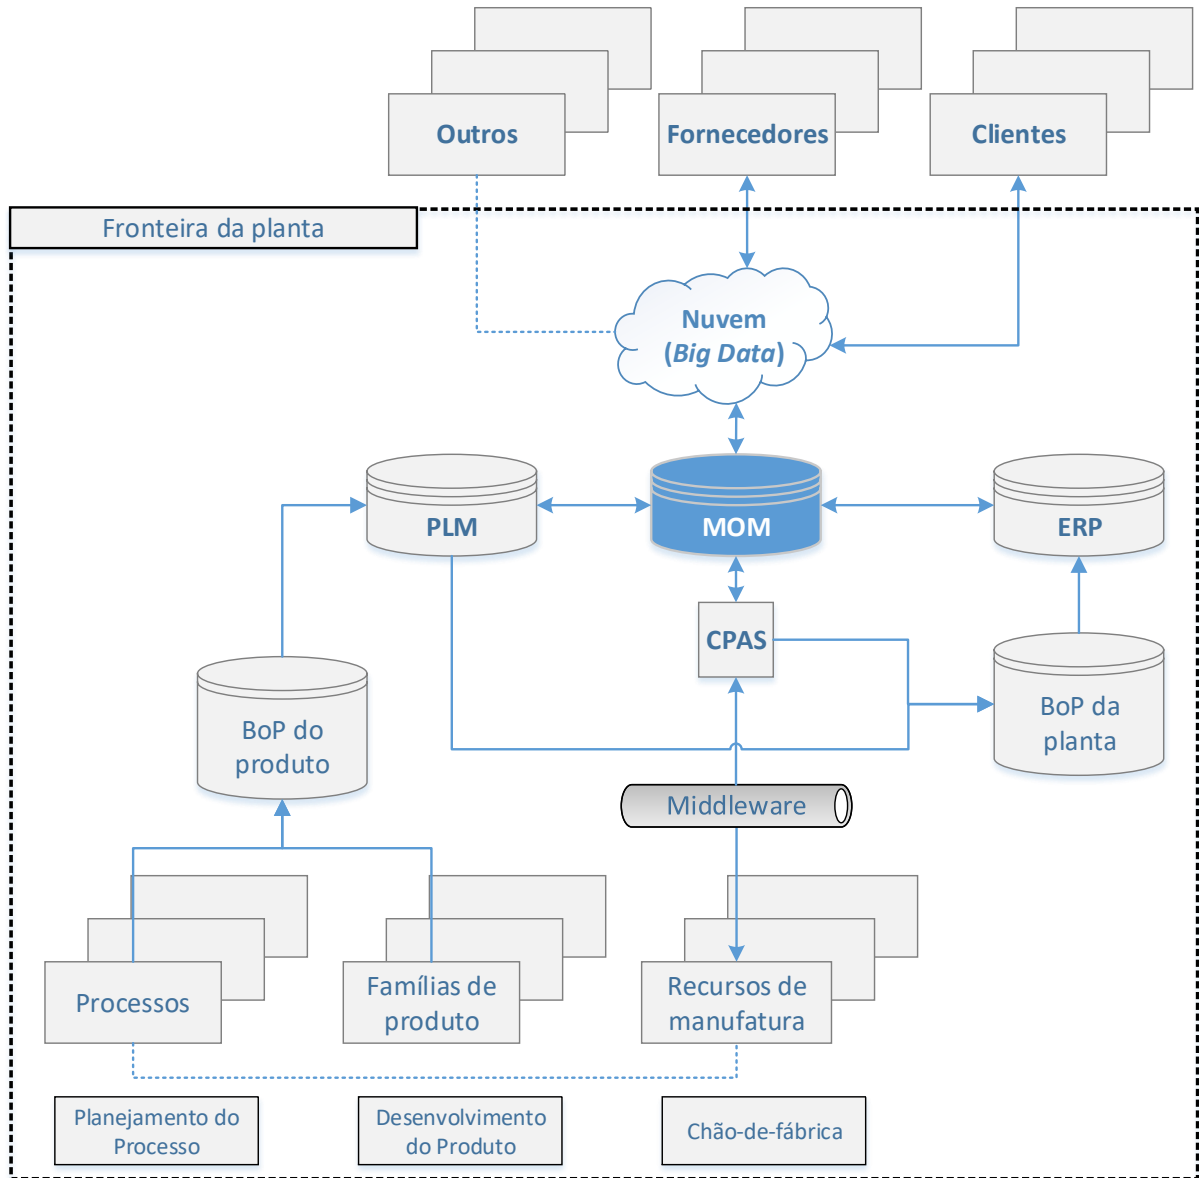 Outros
Fornecedores
Clientes
Fronteira da planta
Nuvem
(Big Data)
PLM
MOM
ERP
CPAS
BoP do
produto
BoP da
planta
Middleware
Processos
Famílias de
produto
Recursos de
manufatura
Planejamento do
Processo
Desenvolvimento
do Produto
Chão-de-fábrica